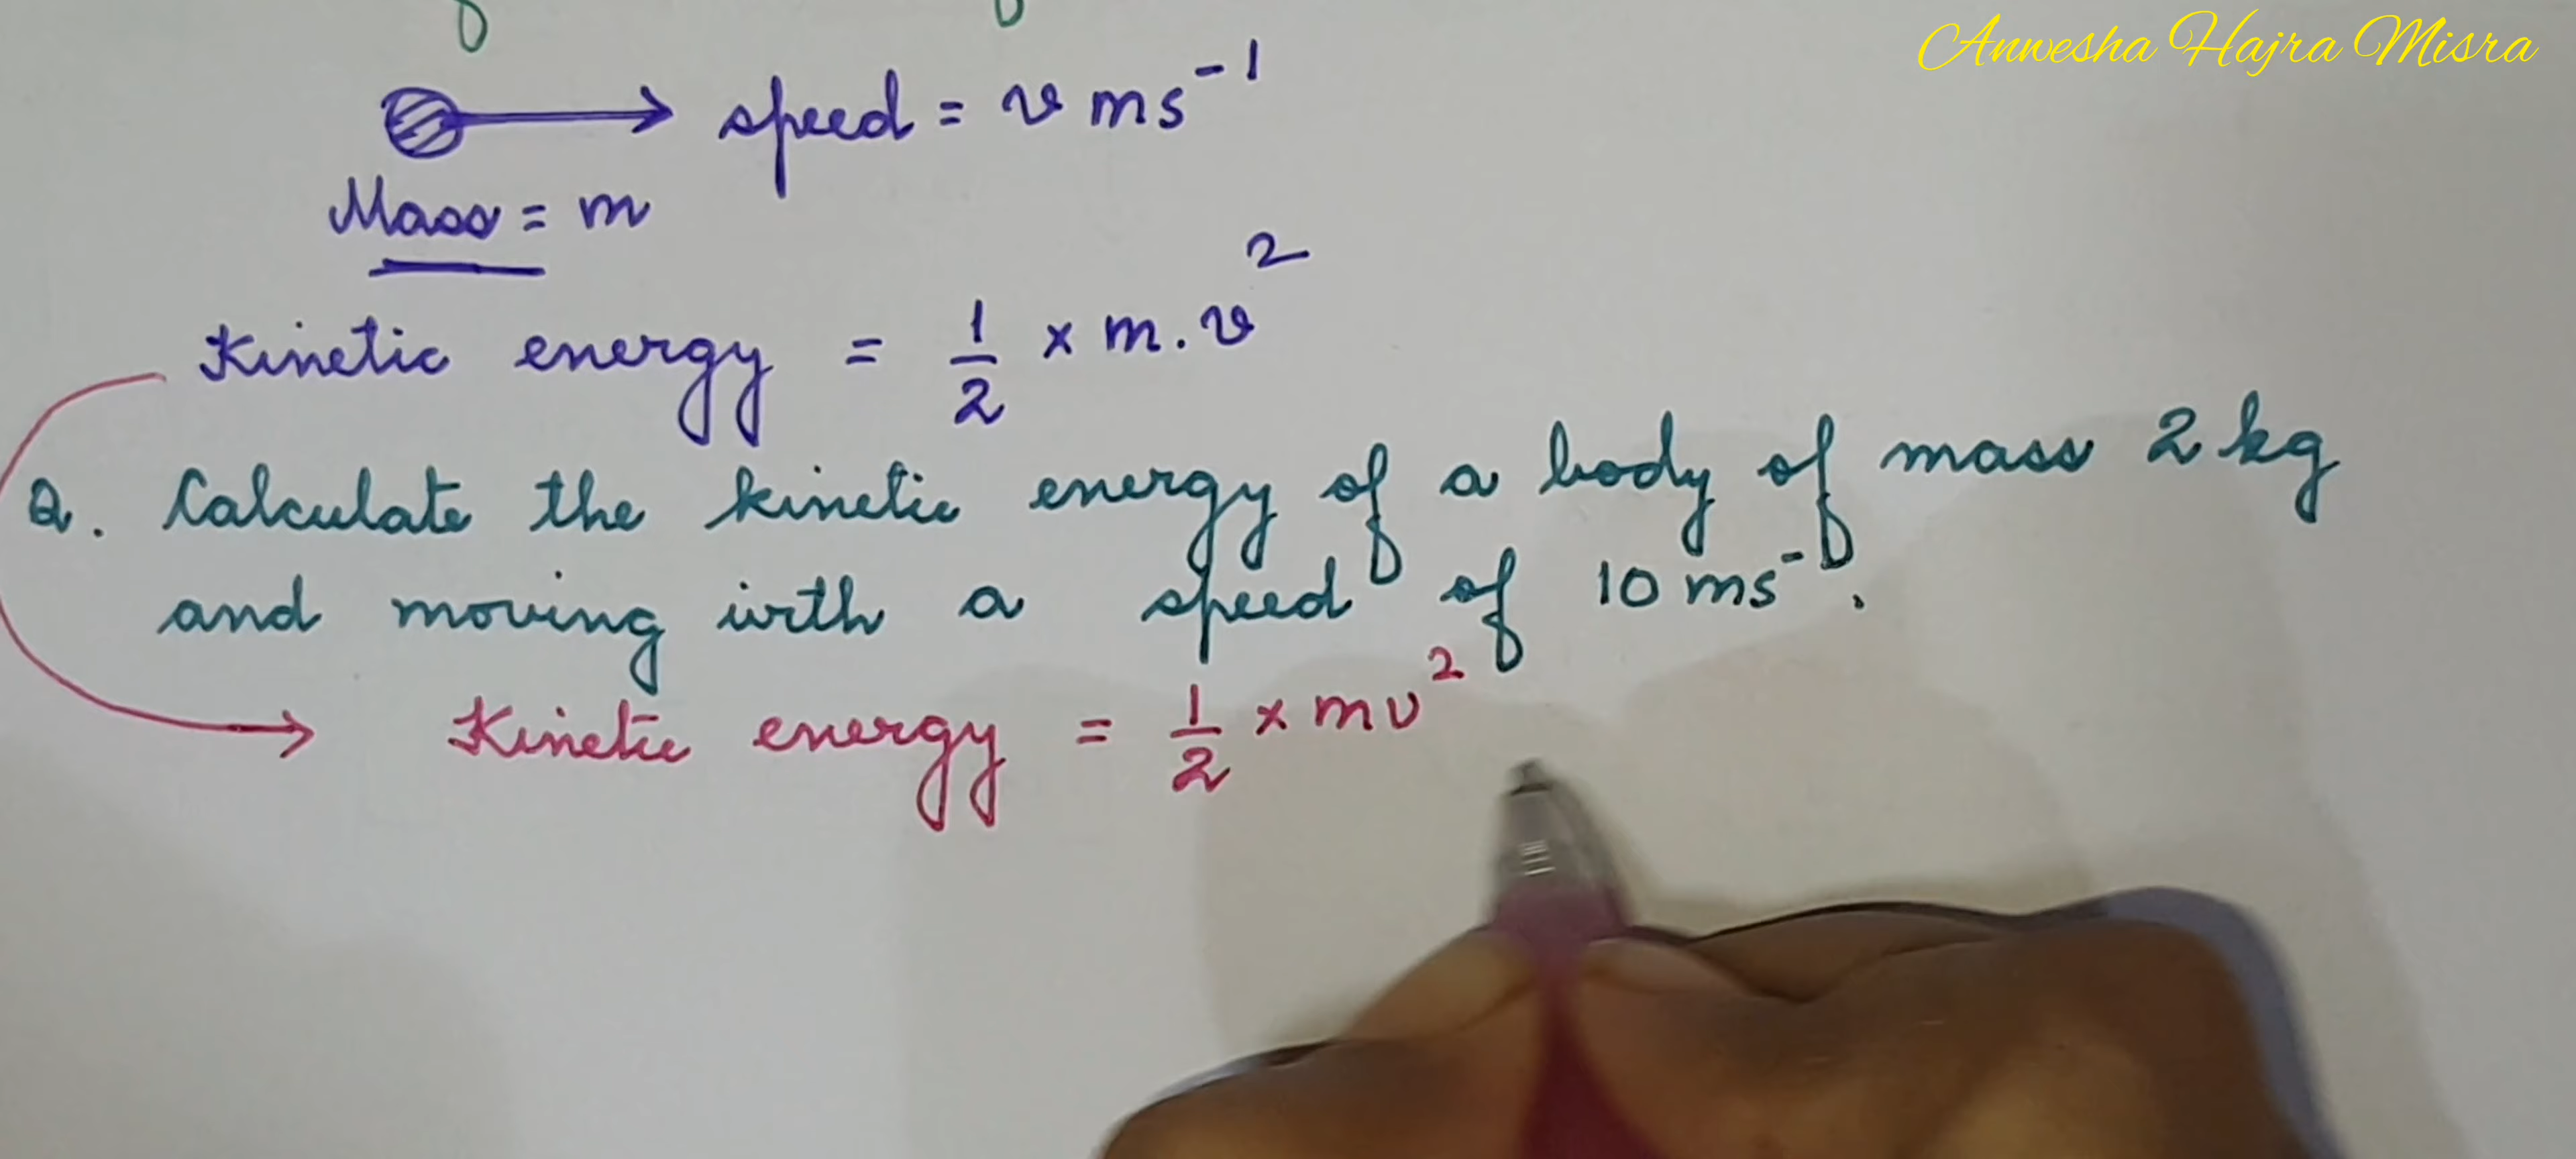 Anwesha Hajra Misra
speed = v ms⁻¹
Mass = m
Kinetic energy = 1/2 × m.v²
Q. Calculate the kinetic energy of a body of mass 2 kg
and moving with a speed of 10 ms⁻¹.
Kinetic energy = 1/2 × mv²